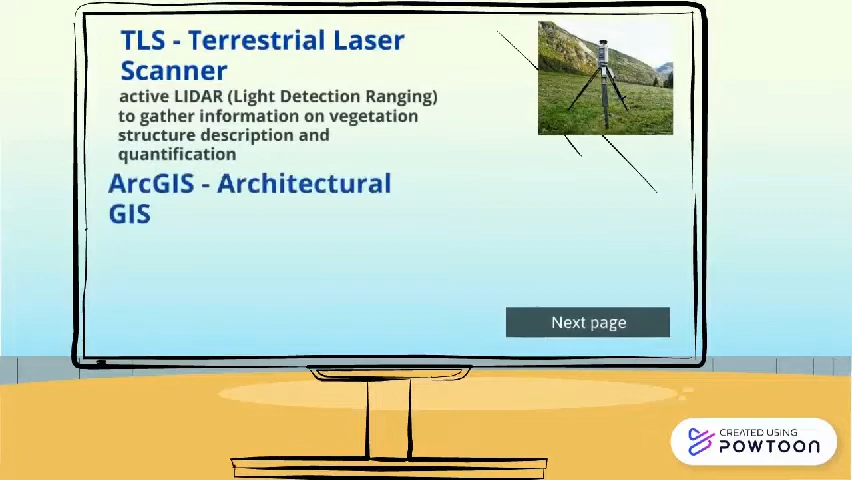 TLS - Terrestrial Laser
Scanner
active LIDAR (Light Detection Ranging)
to gather information on vegetation
structure description and
quantification
ArcGIS - Architectural
GIS
Next page
CREATED USING
POWTOON